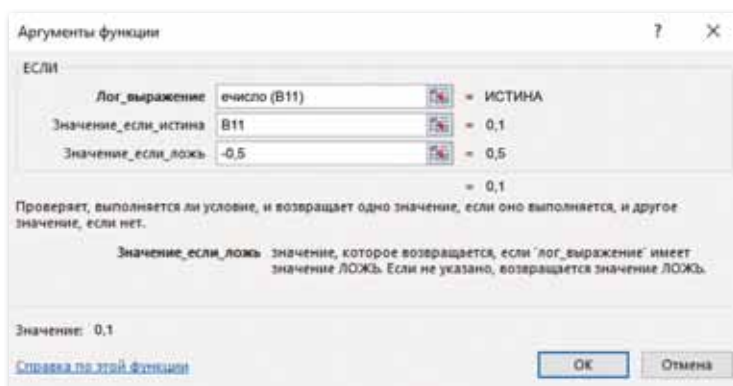 Аргументы функции ? ×
ЕСЛИ
Лог_выражение ечисло (B11) = ИСТИНА
Значение_если_истина B11 = 0,1
Значение_если_ложь -0,5 = 0,5
= 0,1
Проверяет, выполняется ли условие, и возвращает одно значение, если оно выполняется, и другое
значение, если нет.
Значение_если_ложь значение, которое возвращается, если 'лог_выражение' имеет
значение ЛОЖЬ. Если не указано, возвращается значение ЛОЖЬ.
Значение: 0,1
Справка по этой функции ОК Отмена